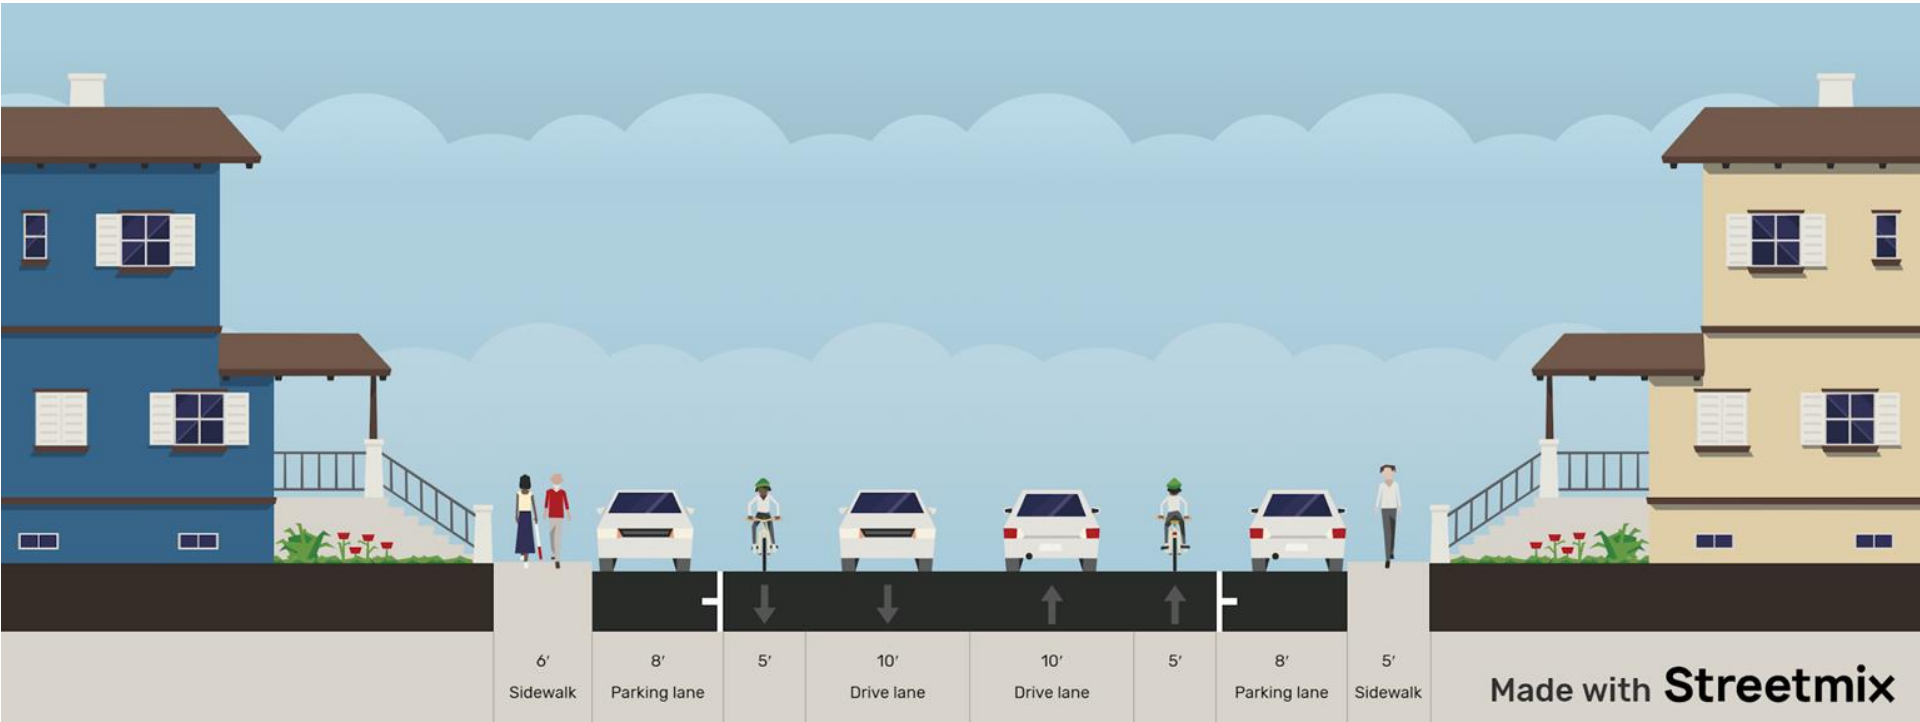 6′
Sidewalk
8′
Parking lane
5′
10′
Drive lane
10′
Drive lane
5′
8′
Parking lane
5′
Sidewalk
Made with Streetmix